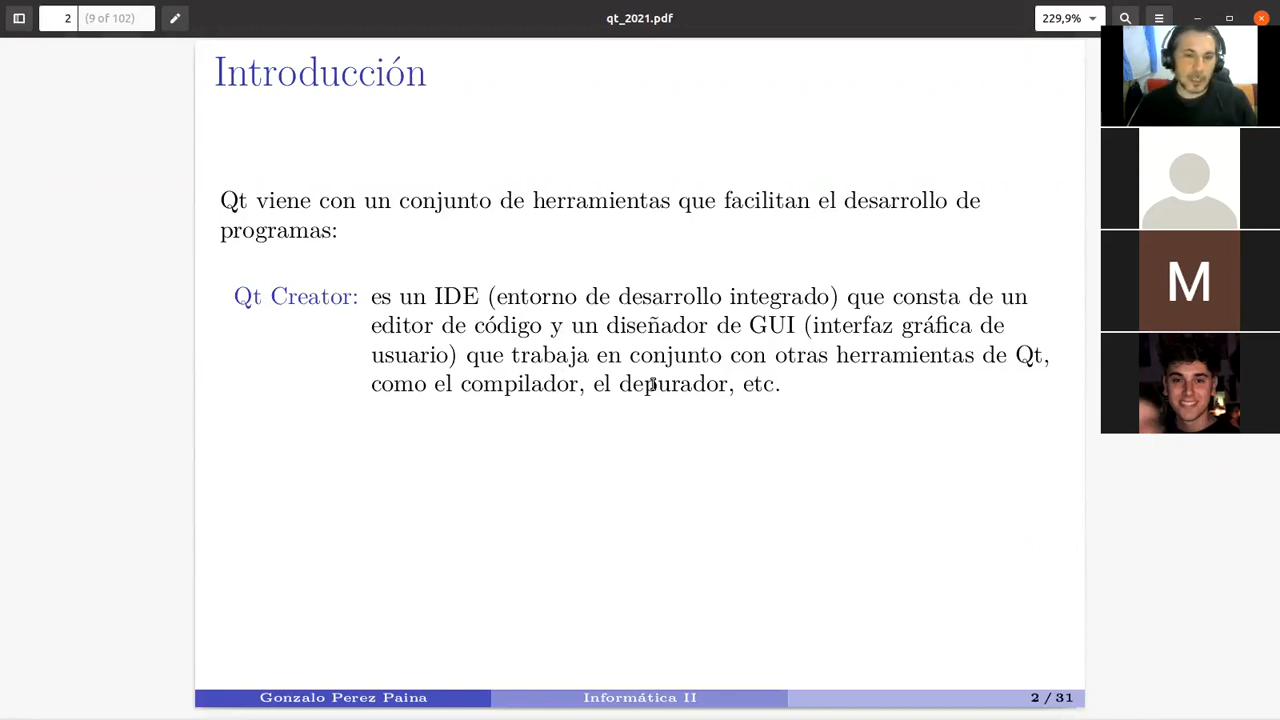 2 (9 of 102) qt_2021.pdf 229,9%
Introducción
Qt viene con un conjunto de herramientas que facilitan el desarrollo de
programas:
Qt Creator: es un IDE (entorno de desarrollo integrado) que consta de un
editor de código y un diseñador de GUI (interfaz gráfica de
usuario) que trabaja en conjunto con otras herramientas de Qt,
como el compilador, el depurador, etc.
M
Gonzalo Perez Paina Informática II 2 / 31